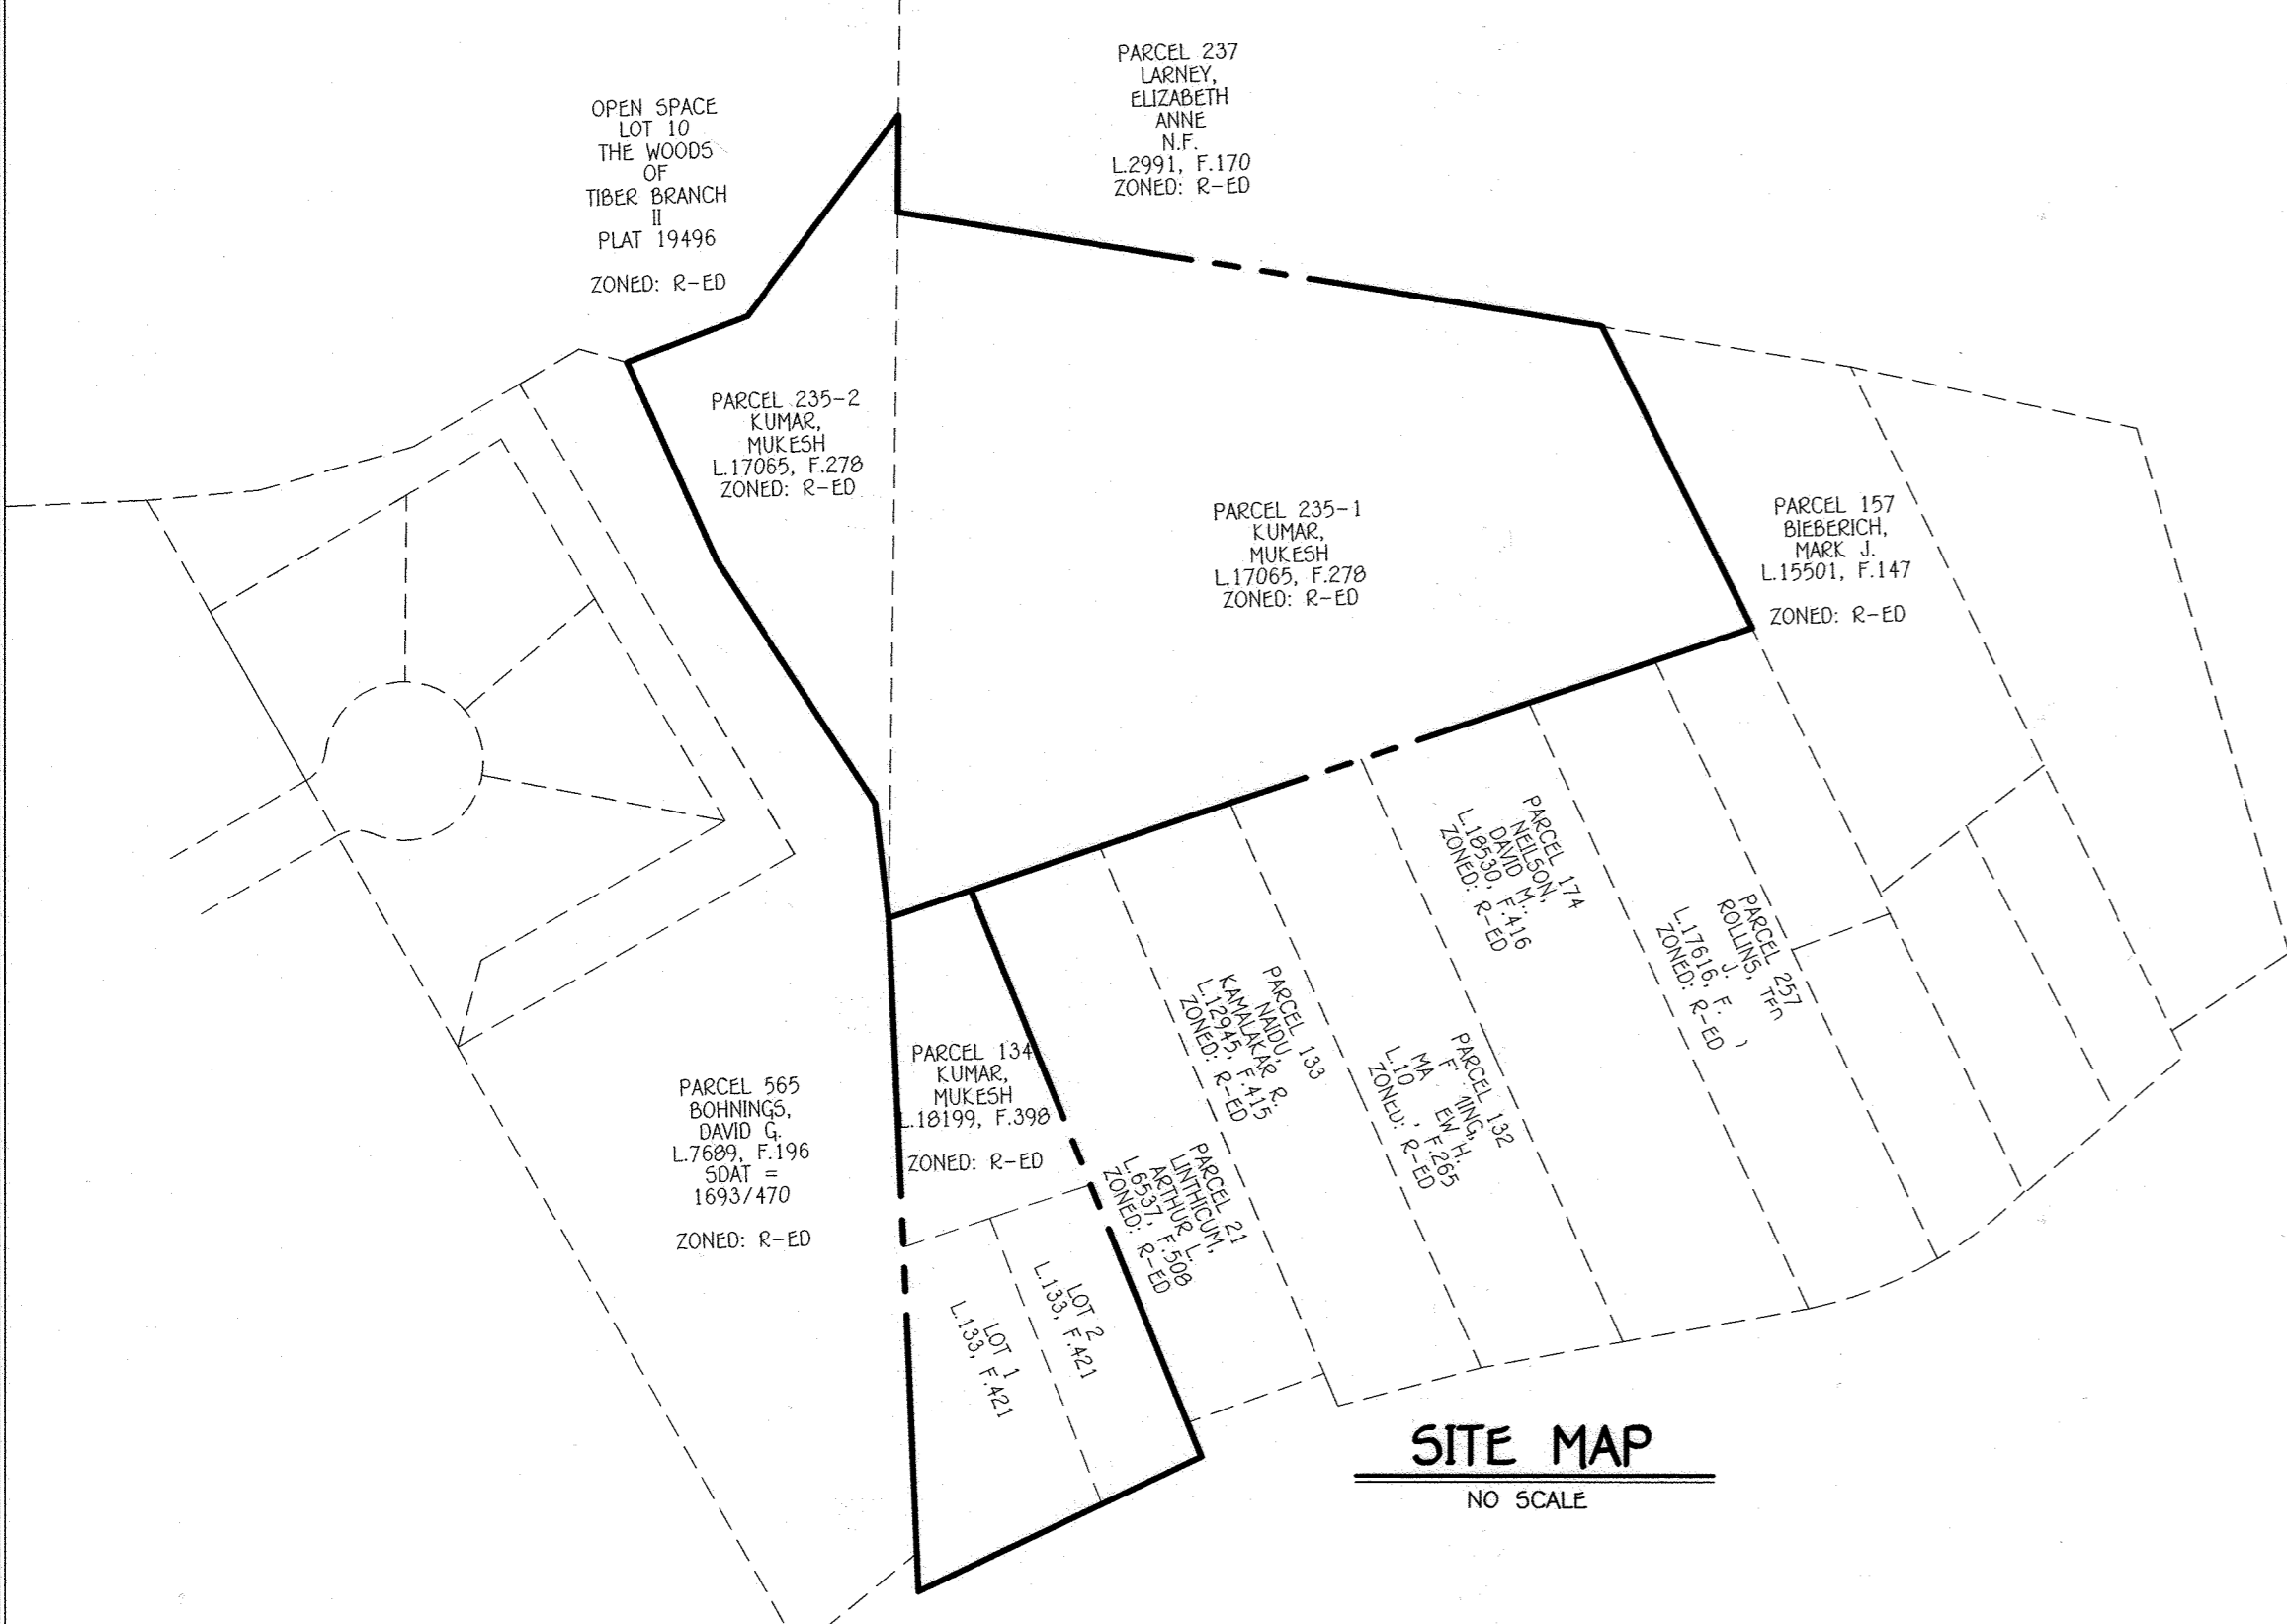 PARCEL 237
LARNEY,
ELIZABETH
ANNE
N.F.
L.2991, F.170
ZONED: R-ED
OPEN SPACE
LOT 10
THE WOODS
OF
TIBER BRANCH
II
PLAT 19496
ZONED: R-ED
PARCEL 235-2
KUMAR,
MUKESH
L.17065, F.278
ZONED: R-ED
PARCEL 235-1
KUMAR,
MUKESH
L.17065, F.278
ZONED: R-ED
PARCEL 157
BIEBERICH,
MARK J.
L.15501, F.147
ZONED: R-ED
PARCEL 174
NEILSON,
DAVID M.
L.18530, F.416
ZONED: R-ED
PARCEL 257
ROLLINS,
J.
L.17616, F.
ZONED: R-ED
PARCEL 133
NAIDU,
KAMALAKAR R.
L.12945, F.415
ZONED: R-ED
PARCEL 132
EW H.
F.265
ZONED: R-ED
PARCEL 21
LINTHICUM,
ARTHUR L.
L.6537, F.508
ZONED: R-ED
PARCEL 134
KUMAR,
MUKESH
L.18199, F.398
ZONED: R-ED
PARCEL 565
BOHNINGS,
DAVID G.
L.7689, F.196
SDAT =
1693/470
ZONED: R-ED
LOT 2
L.133, F.421
LOT 1
L.133, F.421
SITE MAP
NO SCALE